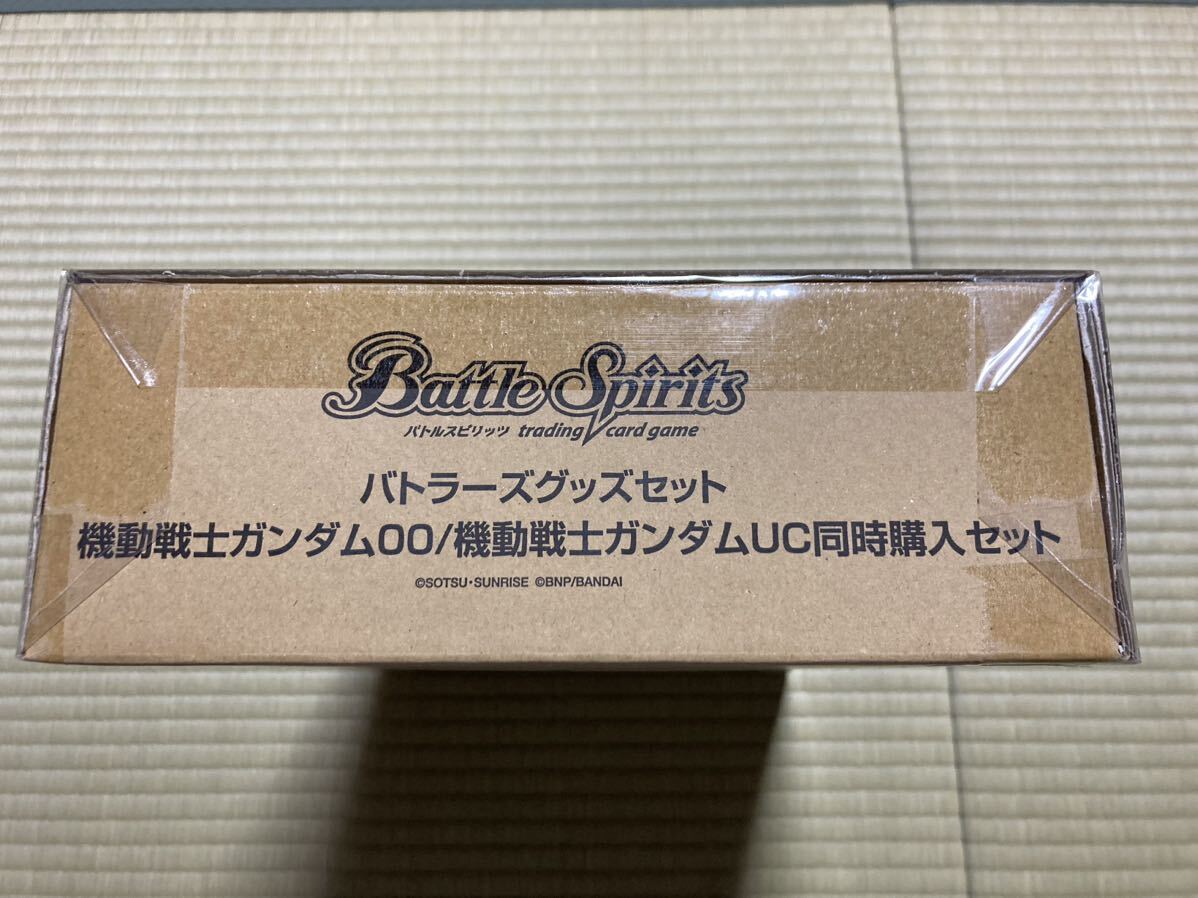 Battle Spirits
バトルスピリッツ trading card game
バトラーズグッズセット
機動戦士ガンダム00/機動戦士ガンダムUC同時購入セット
©SOTSU・SUNRISE ©BNP/BANDAI